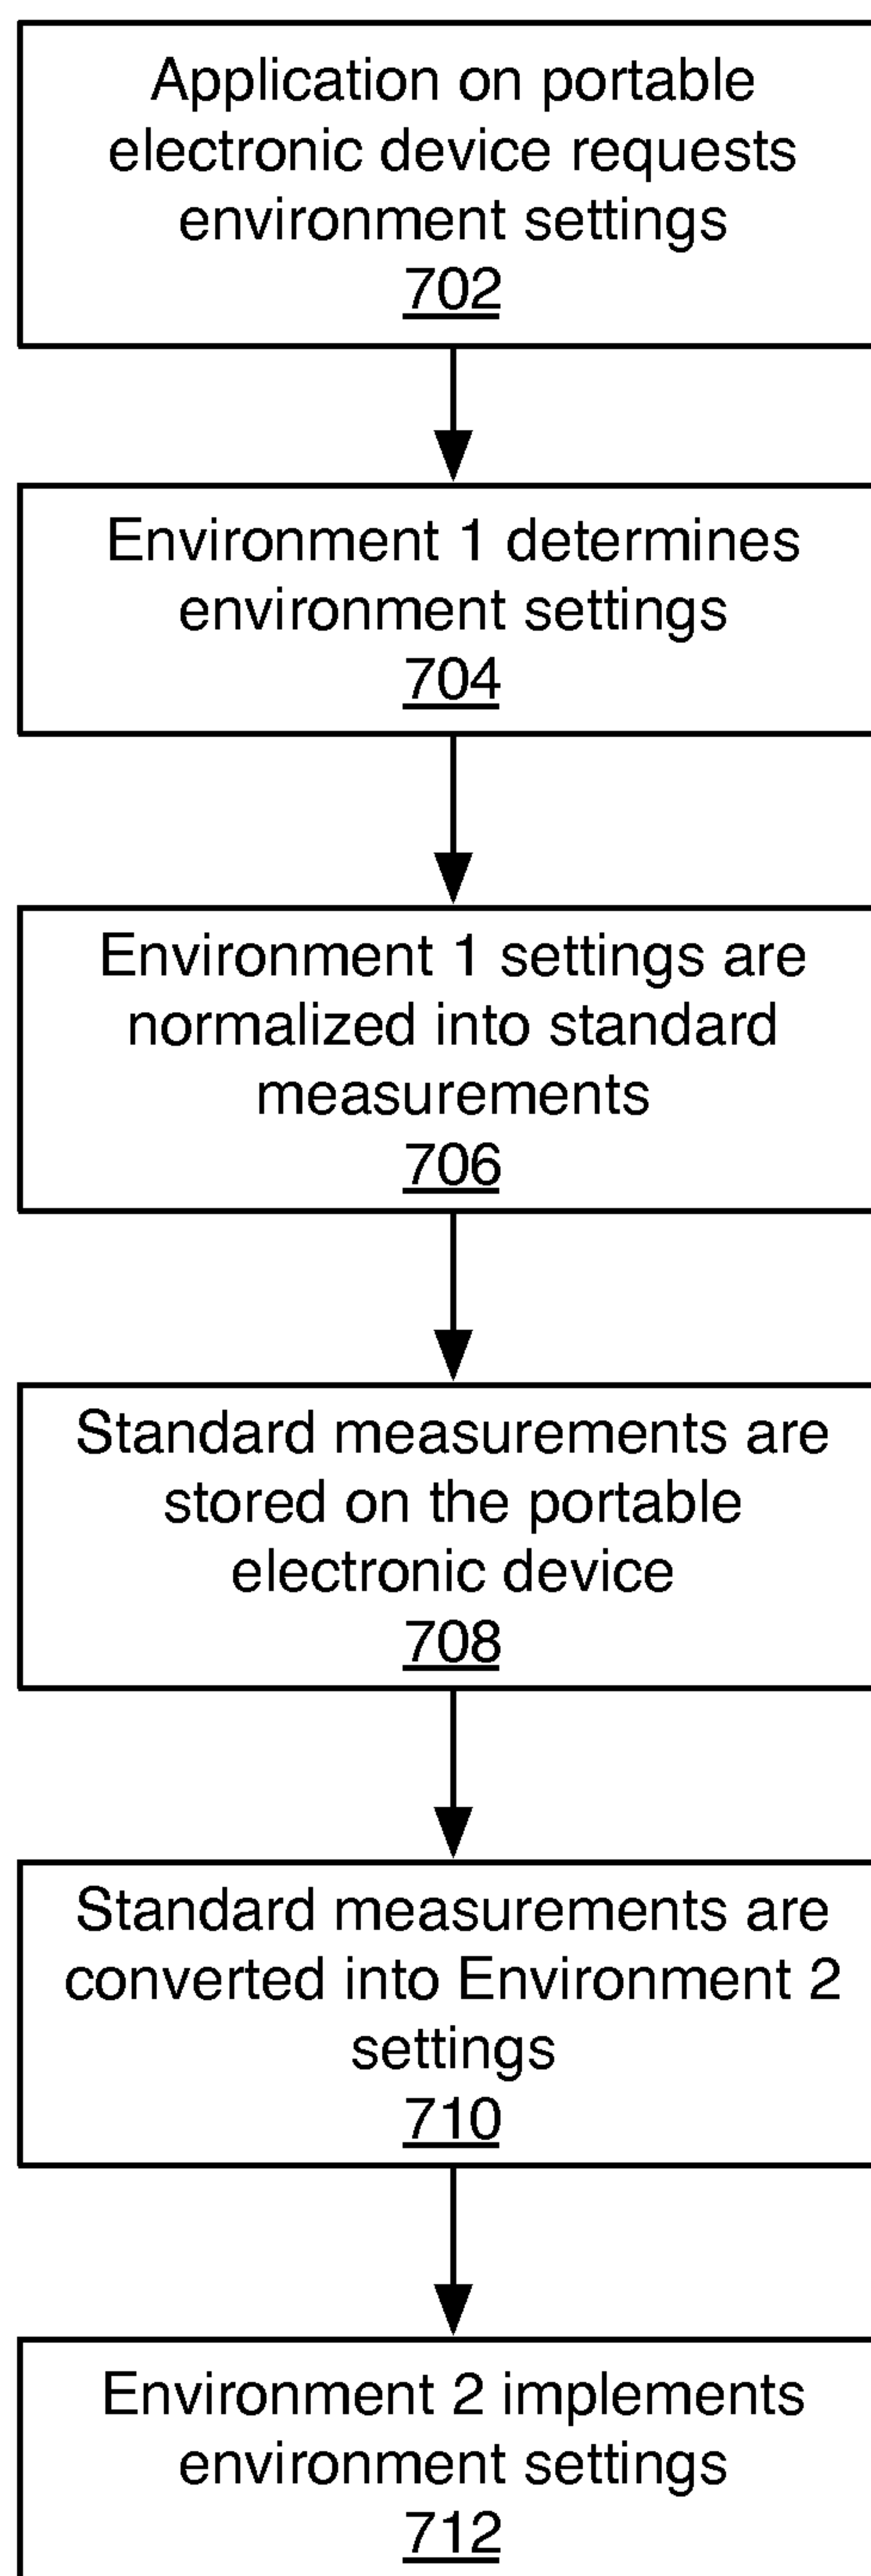 Application on portable
electronic device requests
environment settings
702
Environment 1 determines
environment settings
704
Environment 1 settings are
normalized into standard
measurements
706
Standard measurements are
stored on the portable
electronic device
708
Standard measurements are
converted into Environment 2
settings
710
Environment 2 implements
environment settings
712